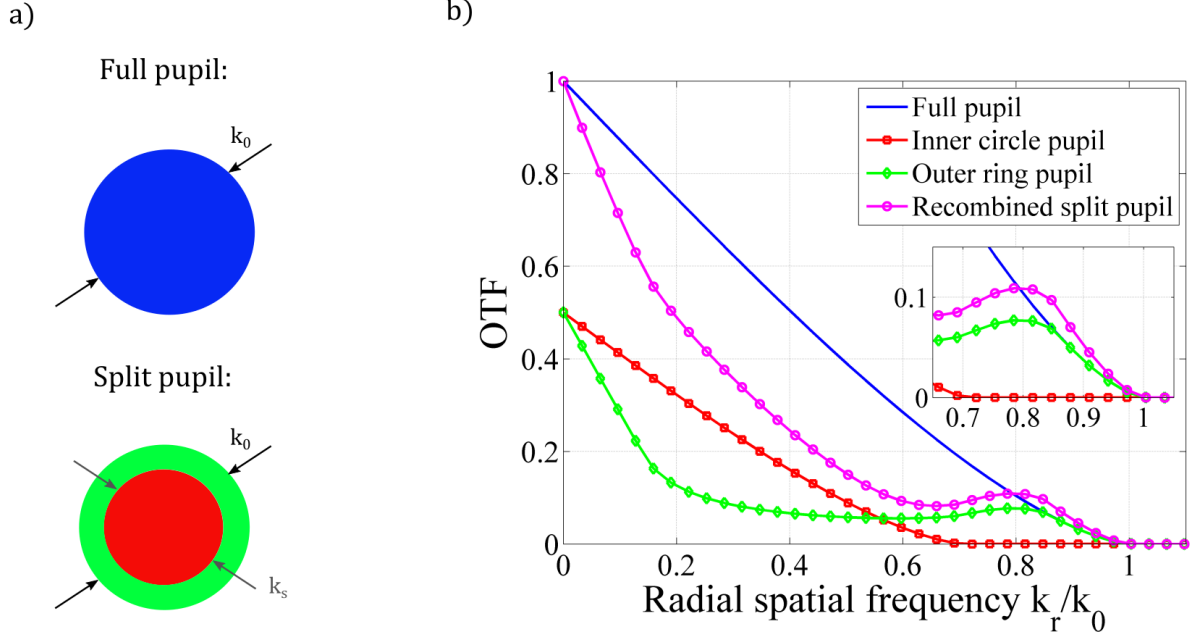 a)
Full pupil:
k0
Split pupil:
k0
ks
b)
OTF
1
0.8
0.6
0.4
0.2
0
0 0.2 0.4 0.6 0.8 1
Radial spatial frequency kr/k0
Full pupil
Inner circle pupil
Outer ring pupil
Recombined split pupil
0.1
0
0.7 0.8 0.9 1